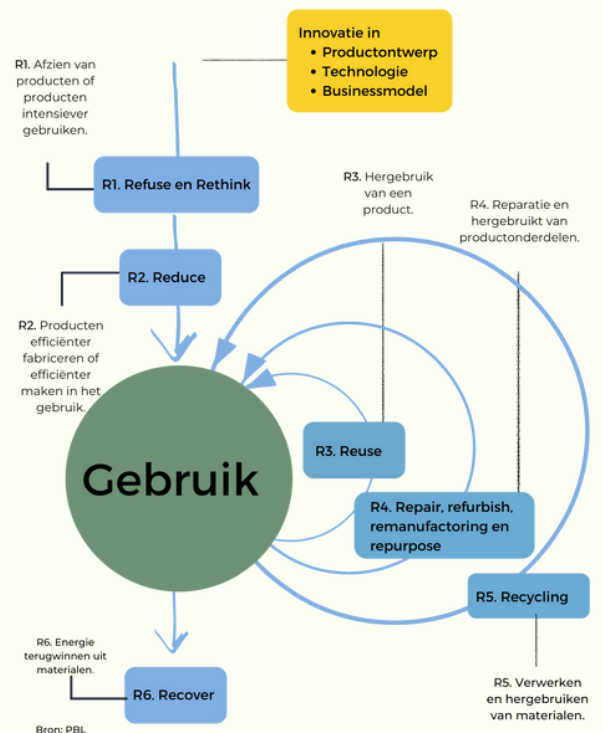 Innovatie in
• Productontwerp
• Technologie
• Businessmodel
R1. Afzien van
producten of
producten
intensiever
gebruiken.
R1. Refuse en Rethink
R3. Hergebruik
van een
product.
R4. Reparatie en
hergebruikt van
productonderdelen.
R2. Reduce
R2. Producten
efficiënter
fabriceren of
efficiënter
maken in het
gebruik.
Gebruik
R3. Reuse
R4. Repair, refurbish,
remanufactoring en
repurpose
R5. Recycling
R6. Energie
terugwinnen uit
materialen.
R6. Recover
R5. Verwerken
en hergebruiken
van materialen.
Bron: PBL